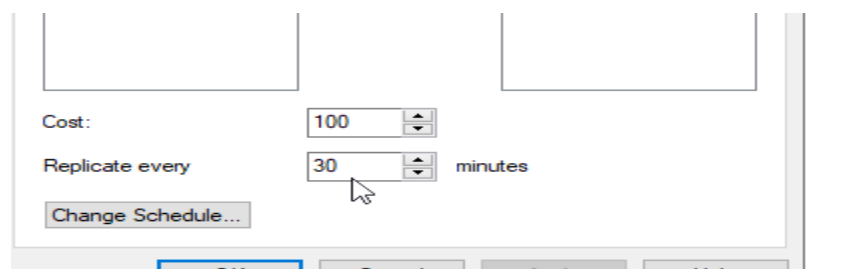 Cost:
100
Replicate every
30
minutes
Change Schedule...